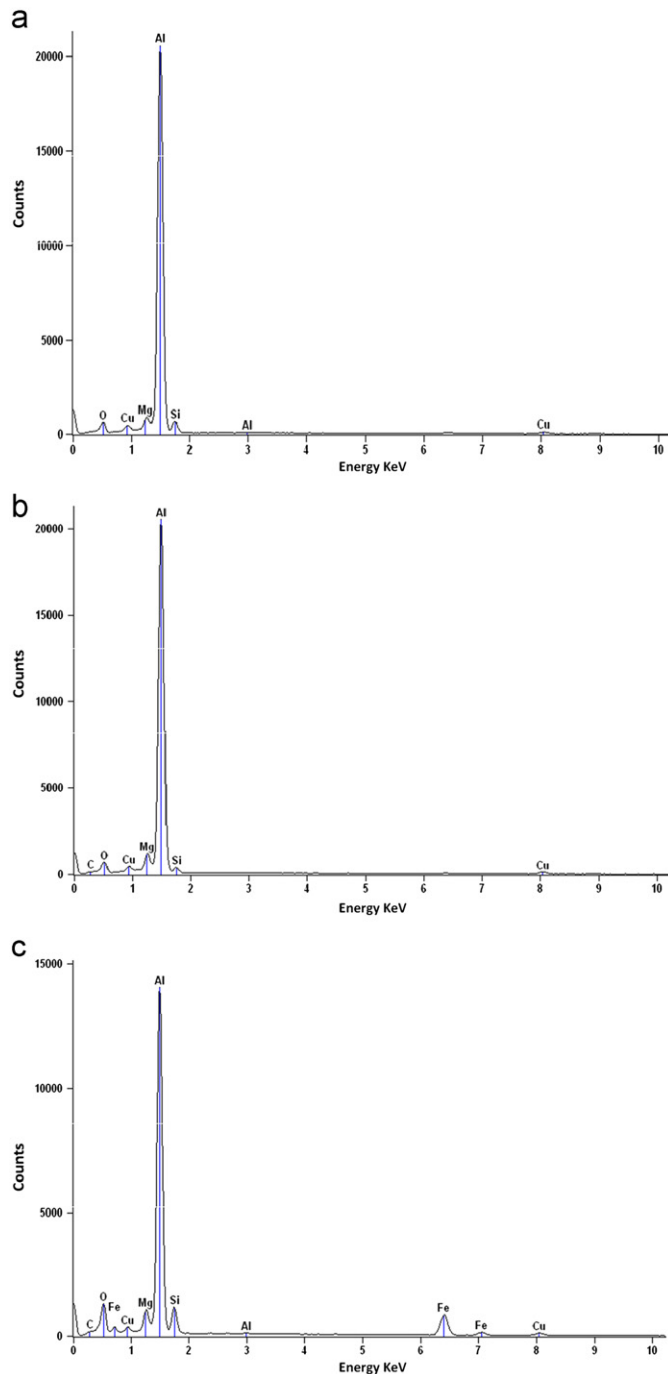 a
Al
20000
15000
Counts
10000
5000
O Cu Mg Si Al Cu
0
0 1 2 3 4 5 6 7 8 9 10
Energy KeV
b
Al
20000
15000
Counts
10000
5000
C O Cu Mg Si Cu
0
0 1 2 3 4 5 6 7 8 9 10
Energy KeV
c
15000
Al
10000
Counts
5000
C O Fe Cu Mg Si Al Fe Fe Cu
0
0 1 2 3 4 5 6 7 8 9 10
Energy KeV